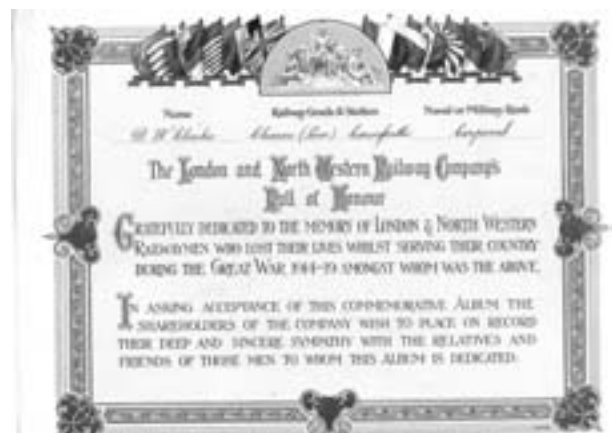 Name Railway Grade & Station Naval or Military Rank
Cleaner (Loco) Corporal
The London and North Western Railway Company's
Roll of Honour
GRATEFULLY DEDICATED TO THE MEMORY OF LONDON & NORTH WESTERN
RAILWAYMEN WHO LOST THEIR LIVES WHILST SERVING THEIR COUNTRY
DURING THE GREAT WAR, 1914-19 AMONGST WHOM WAS THE ABOVE.
IN ASKING ACCEPTANCE OF THIS COMMEMORATIVE ALBUM THE
SHAREHOLDERS OF THE COMPANY WISH TO PLACE ON RECORD
THEIR DEEP AND SINCERE SYMPATHY WITH THE RELATIVES AND
FRIENDS OF THOSE MEN TO WHOM THIS ALBUM IS DEDICATED.